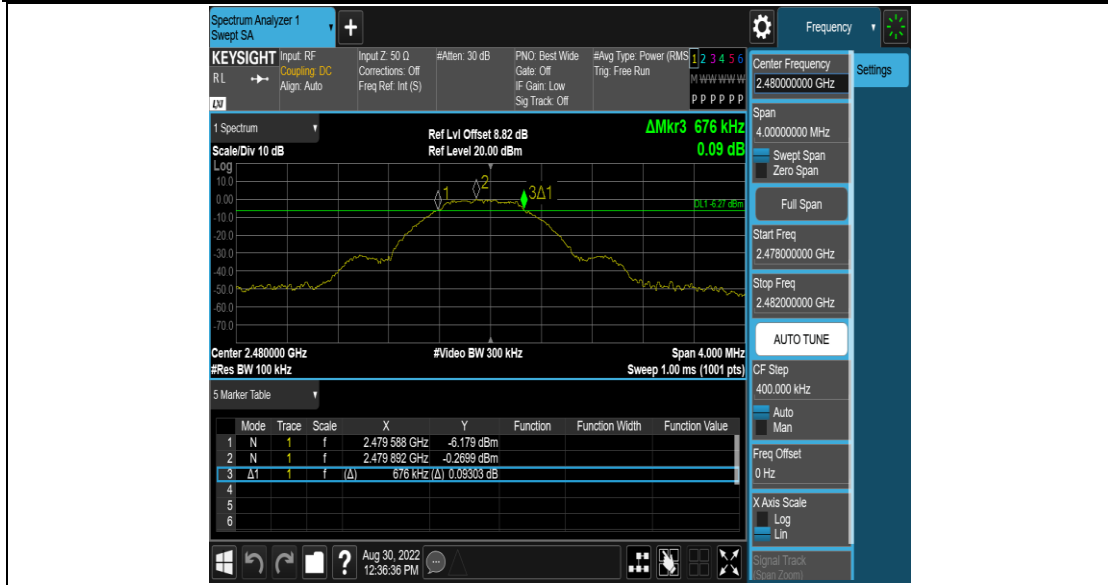 Spectrum Analyzer 1
Swept SA
+
Frequency
KEYSIGHT Input: RF Input Z: 50 Ω #Atten: 30 dB PNO: Best Wide #Avg Type: Power (RMS 1 2 3 4 5 6
RL Coupling: DC Corrections: Off Gate: Off Trig: Free Run
Align: Auto Freq Ref: Int (S) IF Gain: Low M W W W W W
LXI Sig Track: Off P P P P P P
Center Frequency
2.480000000 GHz
Settings
Span
4.00000000 MHz
Swept Span
Zero Span
Full Span
Start Freq
2.478000000 GHz
Stop Freq
2.482000000 GHz
AUTO TUNE
CF Step
400.000 kHz
Auto
Man
Freq Offset
0 Hz
X Axis Scale
Log
Lin
Signal Track
(Span Zoom)
1 Spectrum
Ref Lvl Offset 8.82 dB ΔMkr3 676 kHz
Scale/Div 10 dB Ref Level 20.00 dBm 0.09 dB
Log
10.0
0.00
-10.0
-20.0
-30.0
-40.0
-50.0
-60.0
-70.0
1 2 3Δ1
DL1 -6.27 dBm
Center 2.480000 GHz #Video BW 300 kHz Span 4.000 MHz
#Res BW 100 kHz Sweep 1.00 ms (1001 pts)
5 Marker Table
Mode Trace Scale X Y Function Function Width Function Value
1 N 1 f 2.479 588 GHz -6.179 dBm
2 N 1 f 2.479 892 GHz -0.2699 dBm
3 Δ1 1 f (Δ) 676 kHz (Δ) 0.09303 dB
4
5
6
?
Aug 30, 2022
12:36:36 PM